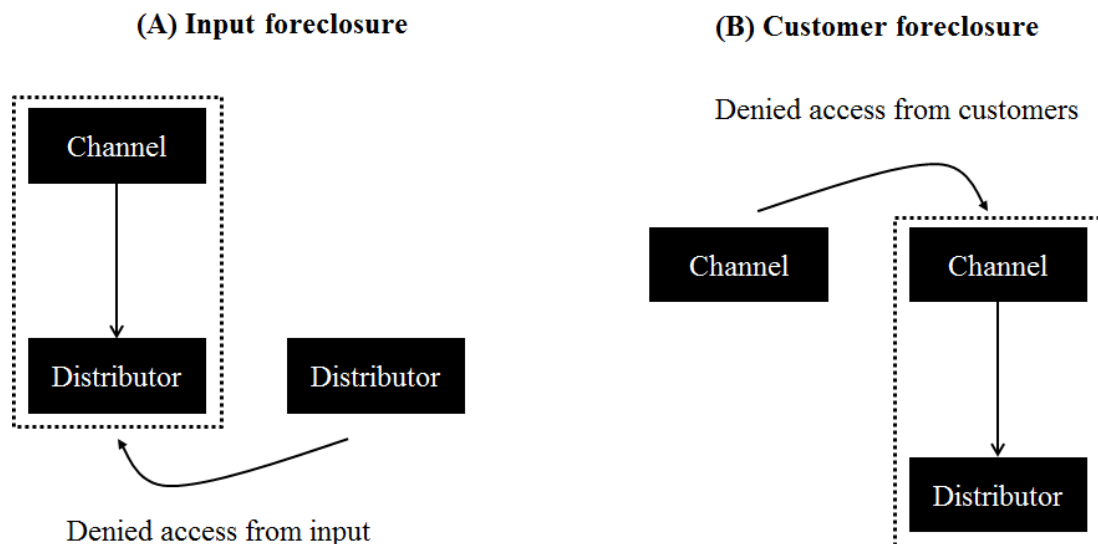 (A) Input foreclosure
Channel
Distributor
Distributor
Denied access from input
(B) Customer foreclosure
Denied access from customers
Channel
Channel
Distributor